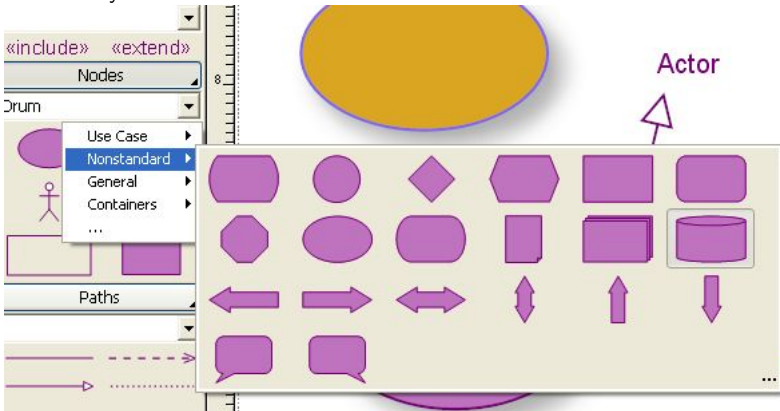 «include» «extend»
Nodes
8
Actor
Drum
Use Case
Nonstandard
General
Containers
...
Paths
...